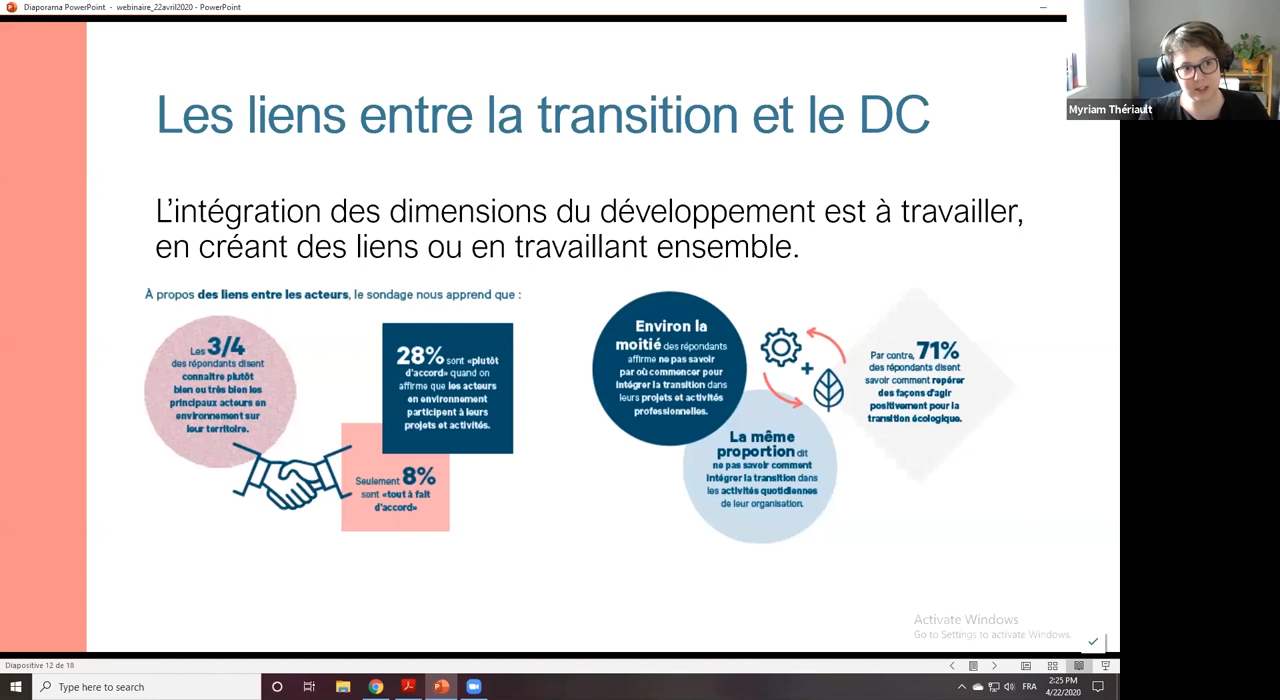 Diaporama PowerPoint - webinaire_22avril2020 - PowerPoint
Myriam Thériault
Les liens entre la transition et le DC
L'intégration des dimensions du développement est à travailler,
en créant des liens ou en travaillant ensemble.
À propos des liens entre les acteurs, le sondage nous apprend que :
Les 3/4
des répondants disent
connaître plutôt
bien ou très bien les
principaux acteurs en
environnement sur
leur territoire.
28% sont «plutôt
d'accord» quand on
affirme que les acteurs
en environnement
participent à leurs
projets et activités.
Seulement 8%
sont «tout à fait
d'accord»
Environ la
moitié des répondants
affirme ne pas savoir
par où commencer pour
intégrer la transition dans
leurs projets et activités
professionnelles.
La même
proportion dit
ne pas savoir comment
intégrer la transition dans
les activités quotidiennes
de leur organisation.
Par contre, 71%
des répondants disent
savoir comment repérer
des façons d'agir
positivement pour la
transition écologique.
Activate Windows
Go to Settings to activate Windows.
Diapositive 12 de 18
Type here to search
FRA
2:25 PM
4/22/2020